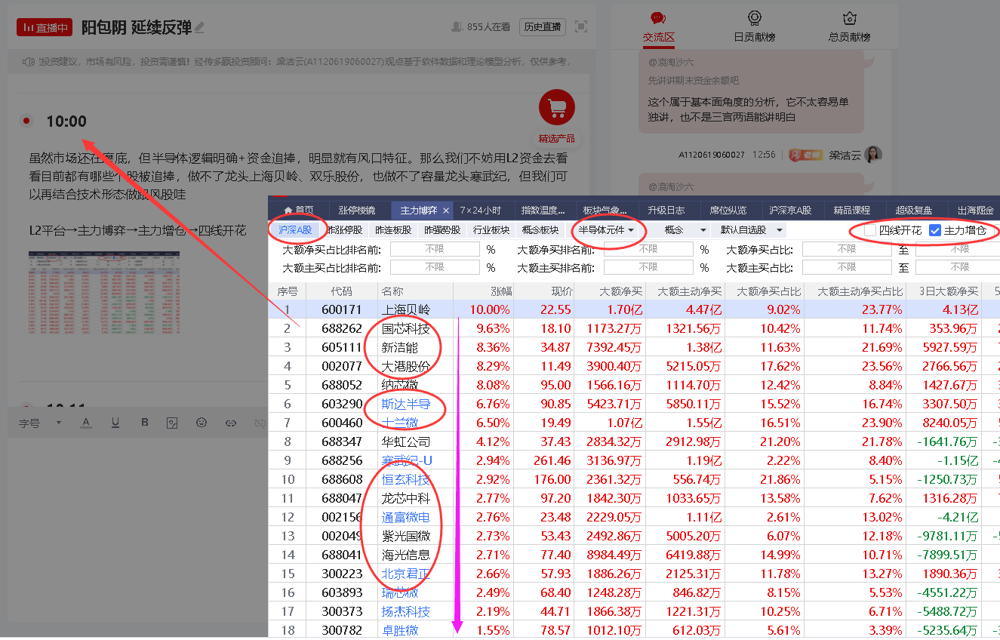 直播中 阳包阴 延续反弹 855人在看 历史直播
投资建议，市场有风险，投资需谨慎！经传多赢投资顾问：梁洁云(A1120619060027)观点基于软件数据和理论模型分析，仅供参考，
10:00
精选产品
虽然市场还在磨底，但半导体逻辑明确+资金追捧，明显就有风口特征。那么我们不妨用L2资金去看
看目前都有哪些个股被追捧，做不了龙头上海贝岭、双乐股份，也做不了容量龙头寒武纪，但我们可
以再结合技术形态做跟风股哇
L2平台→主力博弈→主力增仓→四线开花
字号 A U B
交流区 日贡献榜 总贡献榜
@浪淘沙六
先讲讲期末资金余额吧
这个属于基本面角度的分析，它不太容易单
独讲，也不是三言两语能讲明白
A1120619060027 12:56 老师 梁洁云
@浪淘沙六
首页 涨停棱镜 主力博弈 × 7×24小时 指数温度... 板块气象... 升级日志 席位纵览 沪深京A股 精品课程 超级复盘 出海掘金
沪深A股 昨涨停股 昨连板股 昨强势股 行业板块 概念板块 半导体元件 概念 默认自选股 四线开花 主力增仓
大额净买占比排名前: 不限 % 大额净买排名前: 不限 % 大额净买占比: 不限 至 不限
大额主买占比排名前: 不限 % 大额主买排名前: 不限 % 大额主买占比: 不限 至 不限
序号 代码 名称 涨幅 现价 大额净买 大额主动净买 大额净买占比 大额主动净买占比 3日大额净买
1 600171 上海贝岭 10.00% 22.55 1.70亿 4.47亿 9.02% 23.77% 4.13亿
2 688262 国芯科技 9.63% 18.10 1173.27万 1321.56万 10.42% 11.74% 353.96万
3 605111 新洁能 8.36% 34.87 7392.45万 1.38亿 11.63% 21.69% 5927.59万
4 002077 大港股份 8.29% 11.49 3900.40万 5215.05万 17.62% 23.56% 2766.56万
5 688052 纳芯微 8.08% 95.00 1566.16万 1114.70万 12.42% 8.84% 1427.67万
6 603290 斯达半导 6.76% 90.85 5423.71万 5850.11万 15.52% 16.74% 3307.50万
7 600460 士兰微 6.50% 19.49 1.07亿 1.55亿 16.51% 23.90% 8240.05万
8 688347 华虹公司 4.12% 37.43 2834.32万 2912.98万 21.20% 21.78% -1641.76万
9 688256 寒武纪-U 2.94% 261.46 3136.97万 1.19亿 2.22% 8.40% -1.15亿
10 688608 恒玄科技 2.92% 176.00 2361.32万 556.74万 21.86% 5.15% -1250.73万
11 688047 龙芯中科 2.77% 97.20 1842.30万 1033.65万 13.58% 7.62% 1316.28万
12 002156 通富微电 2.76% 23.48 2229.05万 1.11亿 2.61% 13.02% -4.21亿
13 002049 紫光国微 2.73% 53.43 2492.86万 5005.20万 6.07% 12.18% -9781.11万
14 688041 海光信息 2.71% 77.40 8984.49万 6419.88万 14.99% 10.71% -7899.51万
15 300223 北京君正 2.66% 57.93 1886.26万 2125.31万 11.78% 13.27% 1890.36万
16 603893 瑞芯微 2.49% 68.40 1248.28万 846.82万 8.15% 5.53% -4551.22万
17 300373 扬杰科技 2.19% 44.71 1866.38万 1221.31万 10.25% 6.71% -5488.72万
18 300782 卓胜微 1.55% 78.57 1012.10万 612.03万 5.61% 3.39% -5235.64万